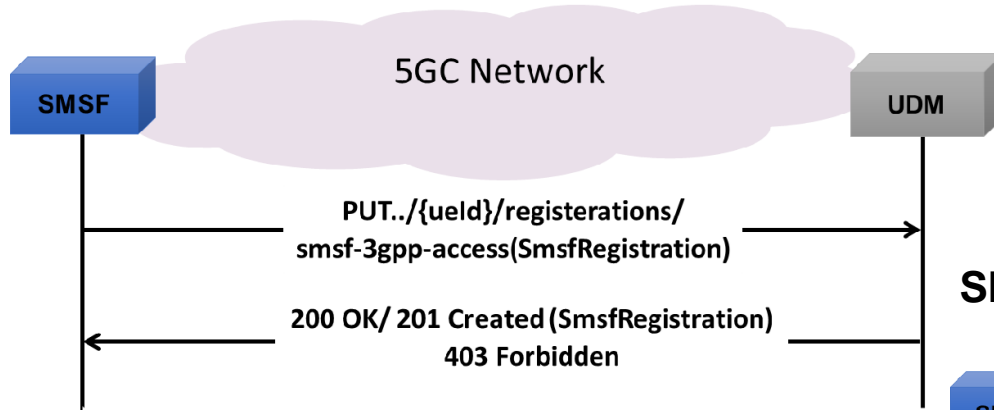 5GC Network
SMSF
UDM
PUT../{ueId}/registerations/
smsf-3gpp-access(SmsfRegistration)
200 OK/ 201 Created (SmsfRegistration)
403 Forbidden